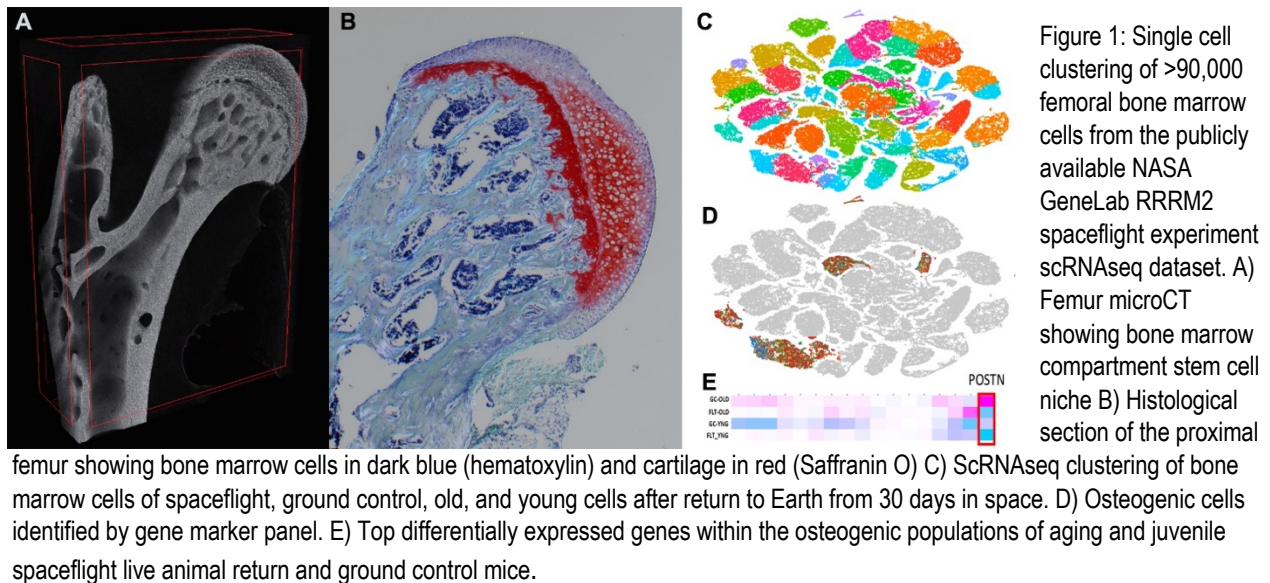 A
B
C
D
E
POSTN
GC-OLD
FLT-OLD
GC-YNG
FLT_YNG
Figure 1: Single cell
clustering of >90,000
femoral bone marrow
cells from the publicly
available NASA
GeneLab RRRM2
spaceflight experiment
scRNAseq dataset. A)
Femur microCT
showing bone marrow
compartment stem cell
niche B) Histological
section of the proximal
femur showing bone marrow cells in dark blue (hematoxylin) and cartilage in red (Saffranin O) C) ScRNAseq clustering of bone
marrow cells of spaceflight, ground control, old, and young cells after return to Earth from 30 days in space. D) Osteogenic cells
identified by gene marker panel. E) Top differentially expressed genes within the osteogenic populations of aging and juvenile
spaceflight live animal return and ground control mice.